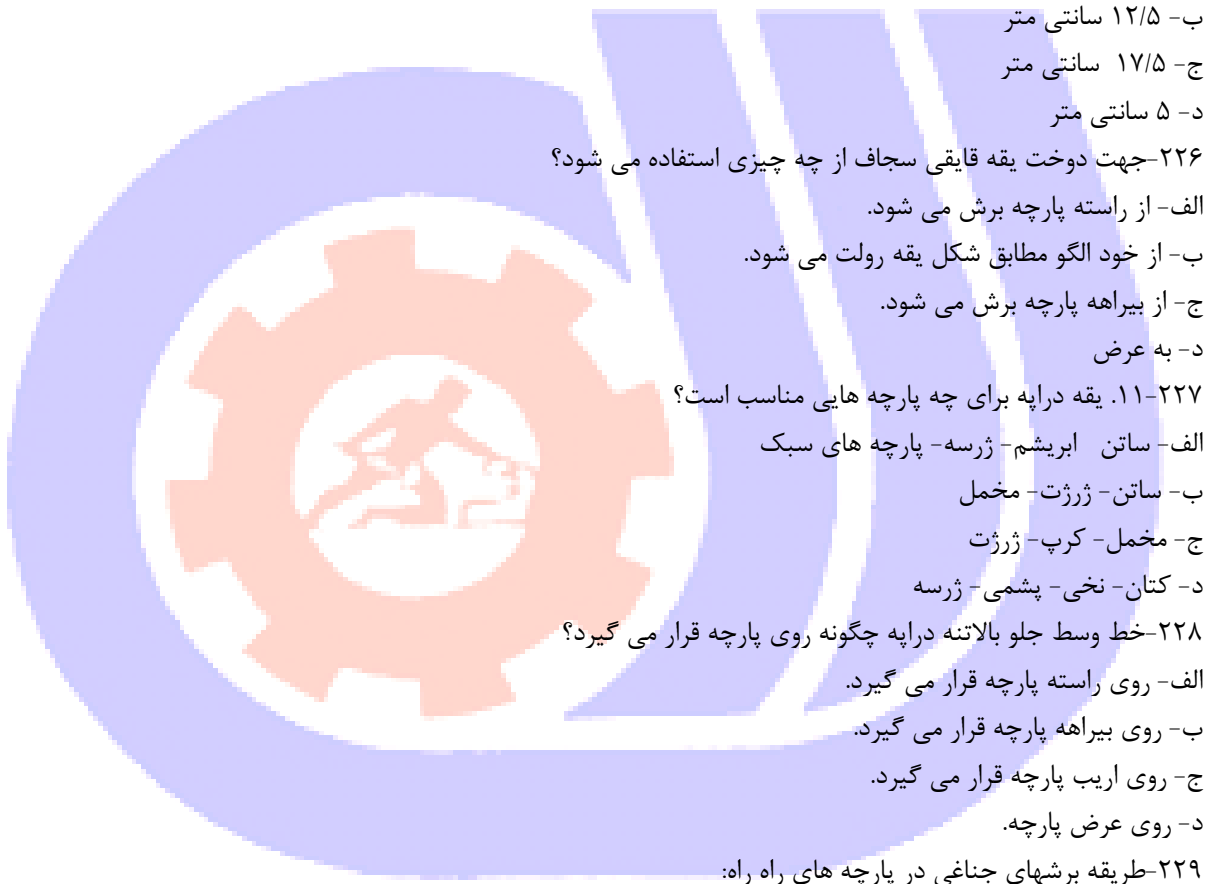 ب- ۱۲/۵ سانتی متر
ج- ۱۷/۵ سانتی متر
د- ۵ سانتی متر
۲۲۶-جهت دوخت یقه قایقی سجاف از چه چیزی استفاده می شود؟
الف- از راسته پارچه برش می شود.
ب- از خود الگو مطابق شکل یقه رولت می شود.
ج- از بیراهه پارچه برش می شود.
د- به عرض
۲۲۷-۱۱. یقه دراپه برای چه پارچه هایی مناسب است؟
الف- ساتن ابریشم- ژرسه- پارچه های سبک
ب- ساتن- ژرژت- مخمل
ج- مخمل- کرپ- ژرژت
د- کتان- نخی- پشمی- ژرسه
۲۲۸-خط وسط جلو بالاتنه دراپه چگونه روی پارچه قرار می گیرد؟
الف- روی راسته پارچه قرار می گیرد.
ب- روی بیراهه پارچه قرار می گیرد.
ج- روی اریب پارچه قرار می گیرد.
د- روی عرض پارچه.
۲۲۹-طریقه برشهای جناغی در پارچه های راه راه: